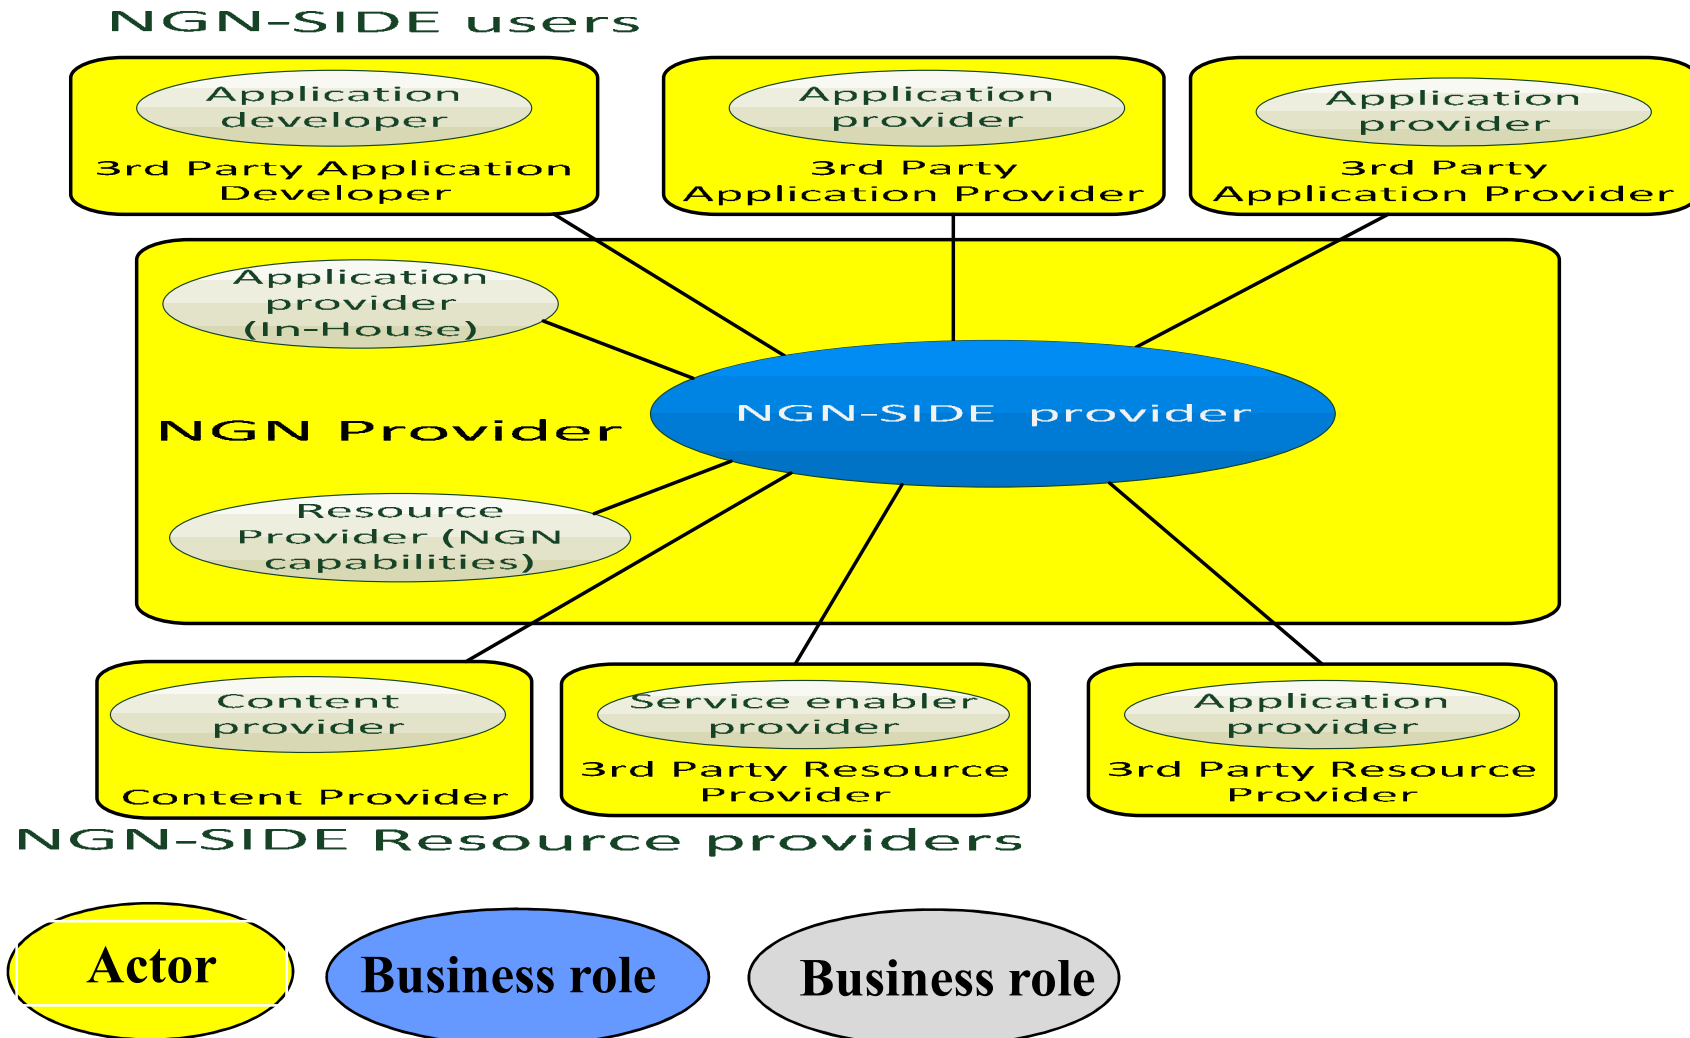 NGN-SIDE users
Application
developer
3rd Party Application
Developer
Application
provider
3rd Party
Application Provider
Application
provider
3rd Party
Application Provider
Application
provider
(In-House)
NGN-SIDE provider
NGN Provider
Resource
Provider (NGN
capabilities)
Content
provider
Content Provider
Service enabler
provider
3rd Party Resource
Provider
Application
provider
3rd Party Resource
Provider
NGN-SIDE Resource providers
Actor
Business role
Business role